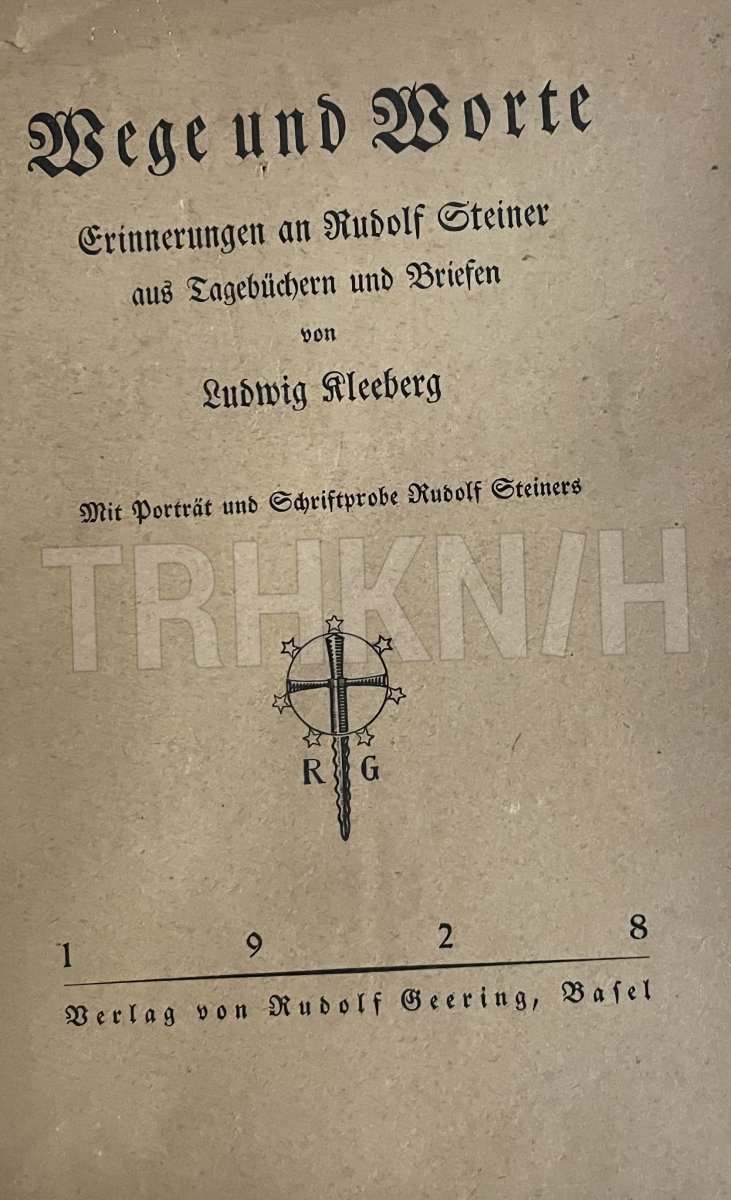 Wege und Worte
Erinnerungen an Rudolf Steiner
aus Tagebüchern und Briefen
von
Ludwig Kleeberg
Mit Porträt und Schriftprobe Rudolf Steiners
TRHKN/H
R G
1 9 2 8
Verlag von Rudolf Geering, Baſel